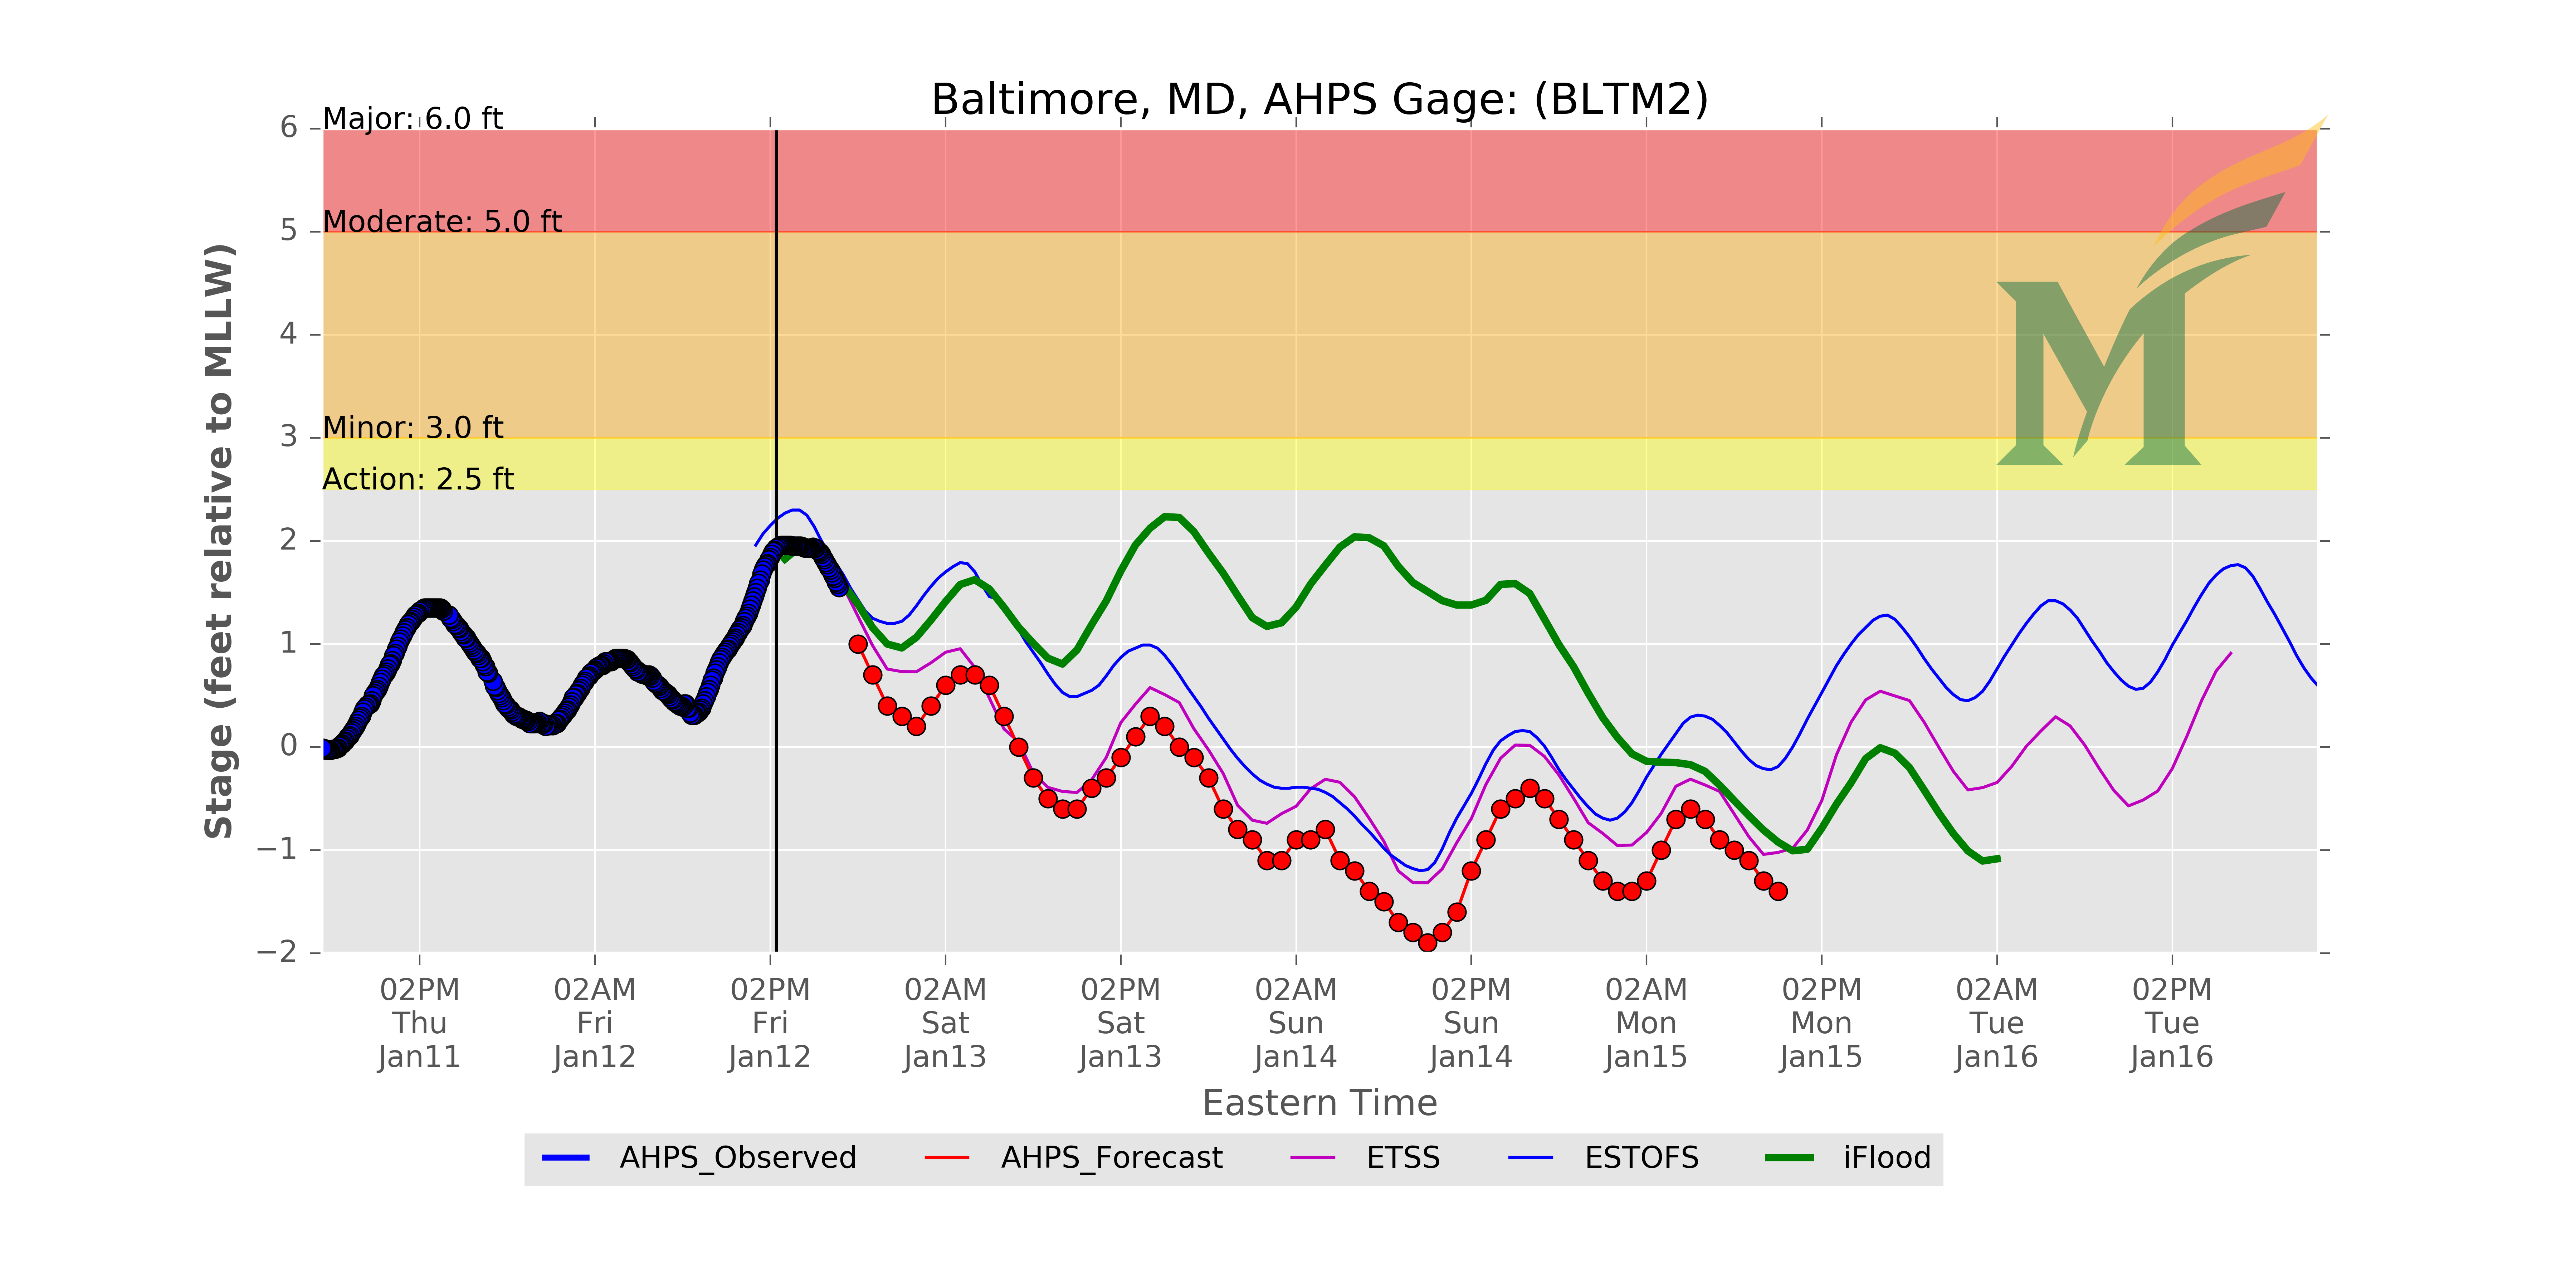 Baltimore, MD, AHPS Gage: (BLTM2)
Major: 6.0 ft
Moderate: 5.0 ft
Minor: 3.0 ft
Action: 2.5 ft
6
5
4
3
2
1
0
−1
−2
Stage (feet relative to MLLW)
02PM
Thu
Jan11
02AM
Fri
Jan12
02PM
Fri
Jan12
02AM
Sat
Jan13
02PM
Sat
Jan13
02AM
Sun
Jan14
02PM
Sun
Jan14
02AM
Mon
Jan15
02PM
Mon
Jan15
02AM
Tue
Jan16
02PM
Tue
Jan16
Eastern Time
AHPS_Observed
AHPS_Forecast
ETSS
ESTOFS
iFlood
M